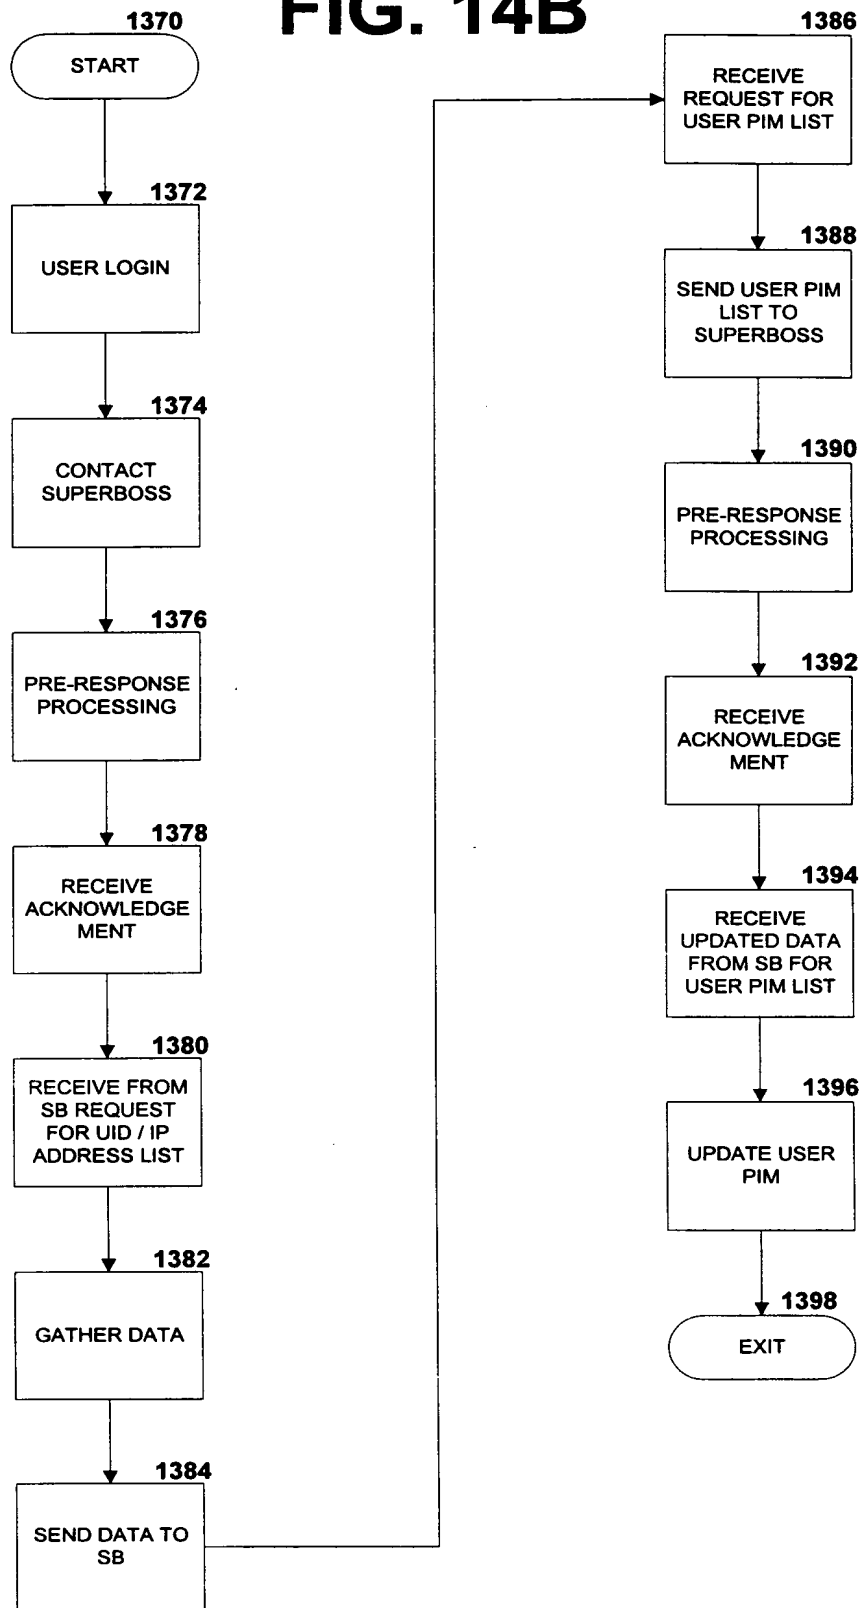 FIG. 14B
1370
START
1372
USER LOGIN
1374
CONTACT
SUPERBOSS
1376
PRE-RESPONSE
PROCESSING
1378
RECEIVE
ACKNOWLEDGE
MENT
1380
RECEIVE FROM
SB REQUEST
FOR UID / IP
ADDRESS LIST
1382
GATHER DATA
1384
SEND DATA TO
SB
1386
RECEIVE
REQUEST FOR
USER PIM LIST
1388
SEND USER PIM
LIST TO
SUPERBOSS
1390
PRE-RESPONSE
PROCESSING
1392
RECEIVE
ACKNOWLEDGE
MENT
1394
RECEIVE
UPDATED DATA
FROM SB FOR
USER PIM LIST
1396
UPDATE USER
PIM
1398
EXIT